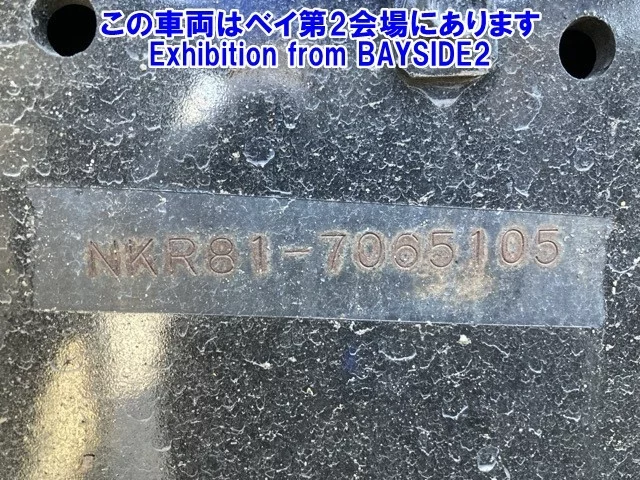 この車両はベイ第2会場にあります
Exhibition from BAYSIDE2
NKR81-7065105